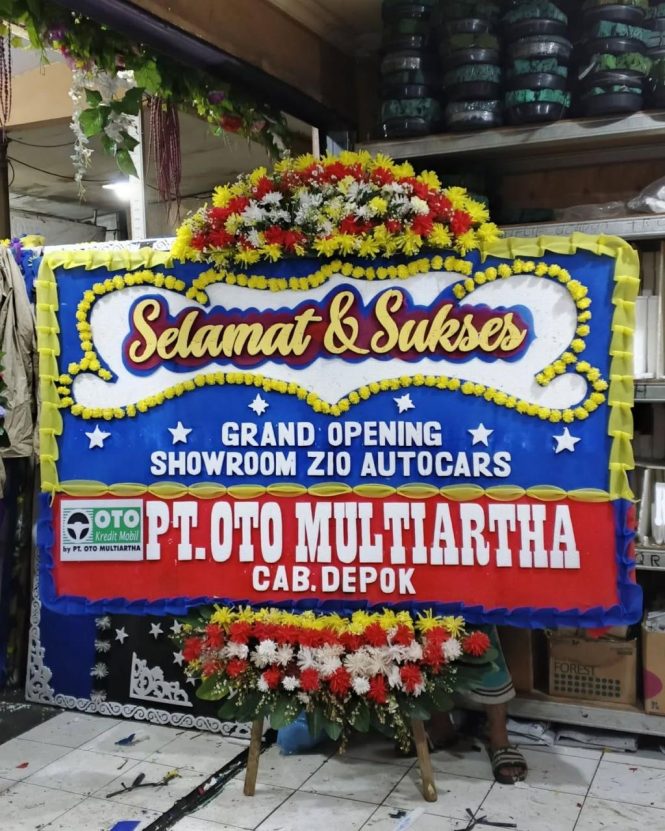 Selamat & Sukses
GRAND OPENING
SHOWROOM ZIO AUTOCARS
OTO
Kredit Mobil
by PT. OTO MULTIARTHA
PT. OTO MULTIARTHA
CAB. DEPOK
FOREST